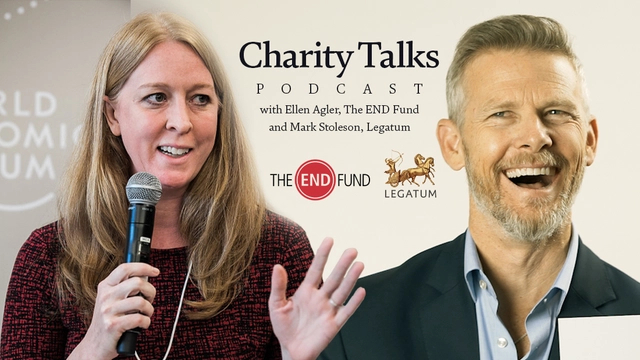 Charity Talks
PODCAST
with Ellen Agler, The END Fund
and Mark Stoleson, Legatum
THE END FUND
LEGATUM